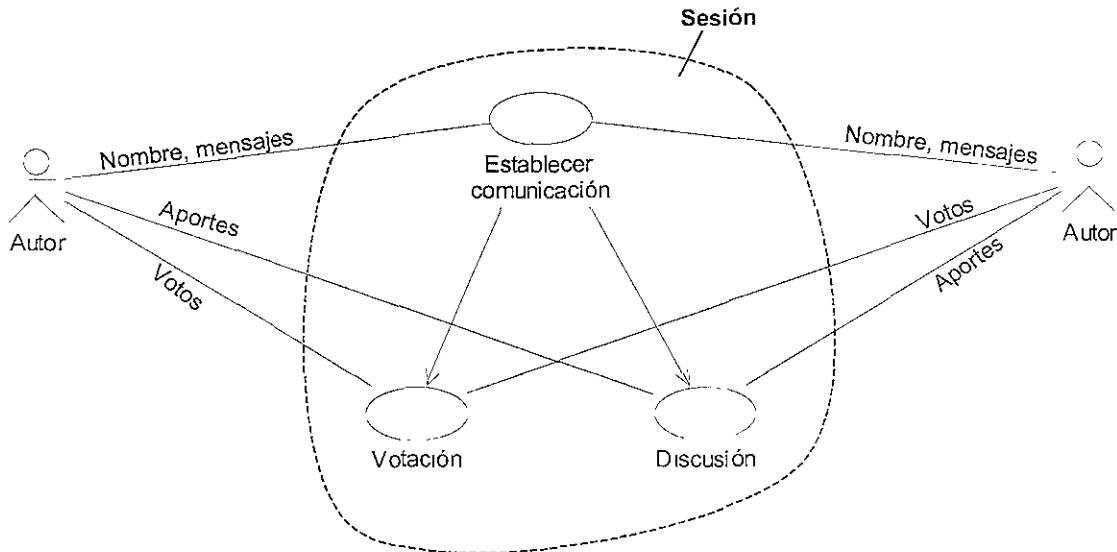 Sesión
Nombre, mensajes
Nombre, mensajes
Establecer
comunicación
Autor
Aportes
Votos
Votos
Aportes
Autor
Votación
Discusión